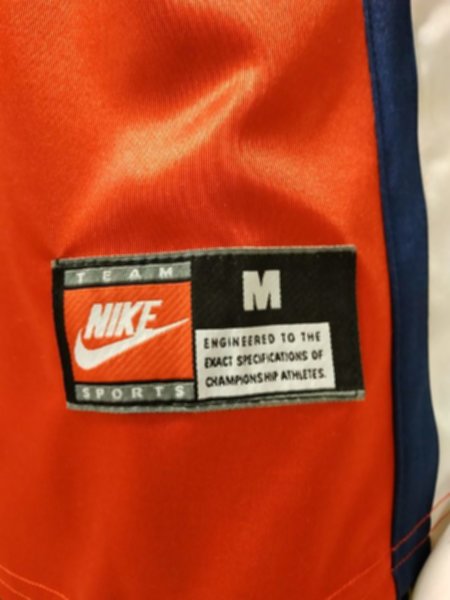 TEAM
NIKE
SPORTS
M
ENGINEERED TO THE
EXACT SPECIFICATIONS OF
CHAMPIONSHIP ATHLETES.